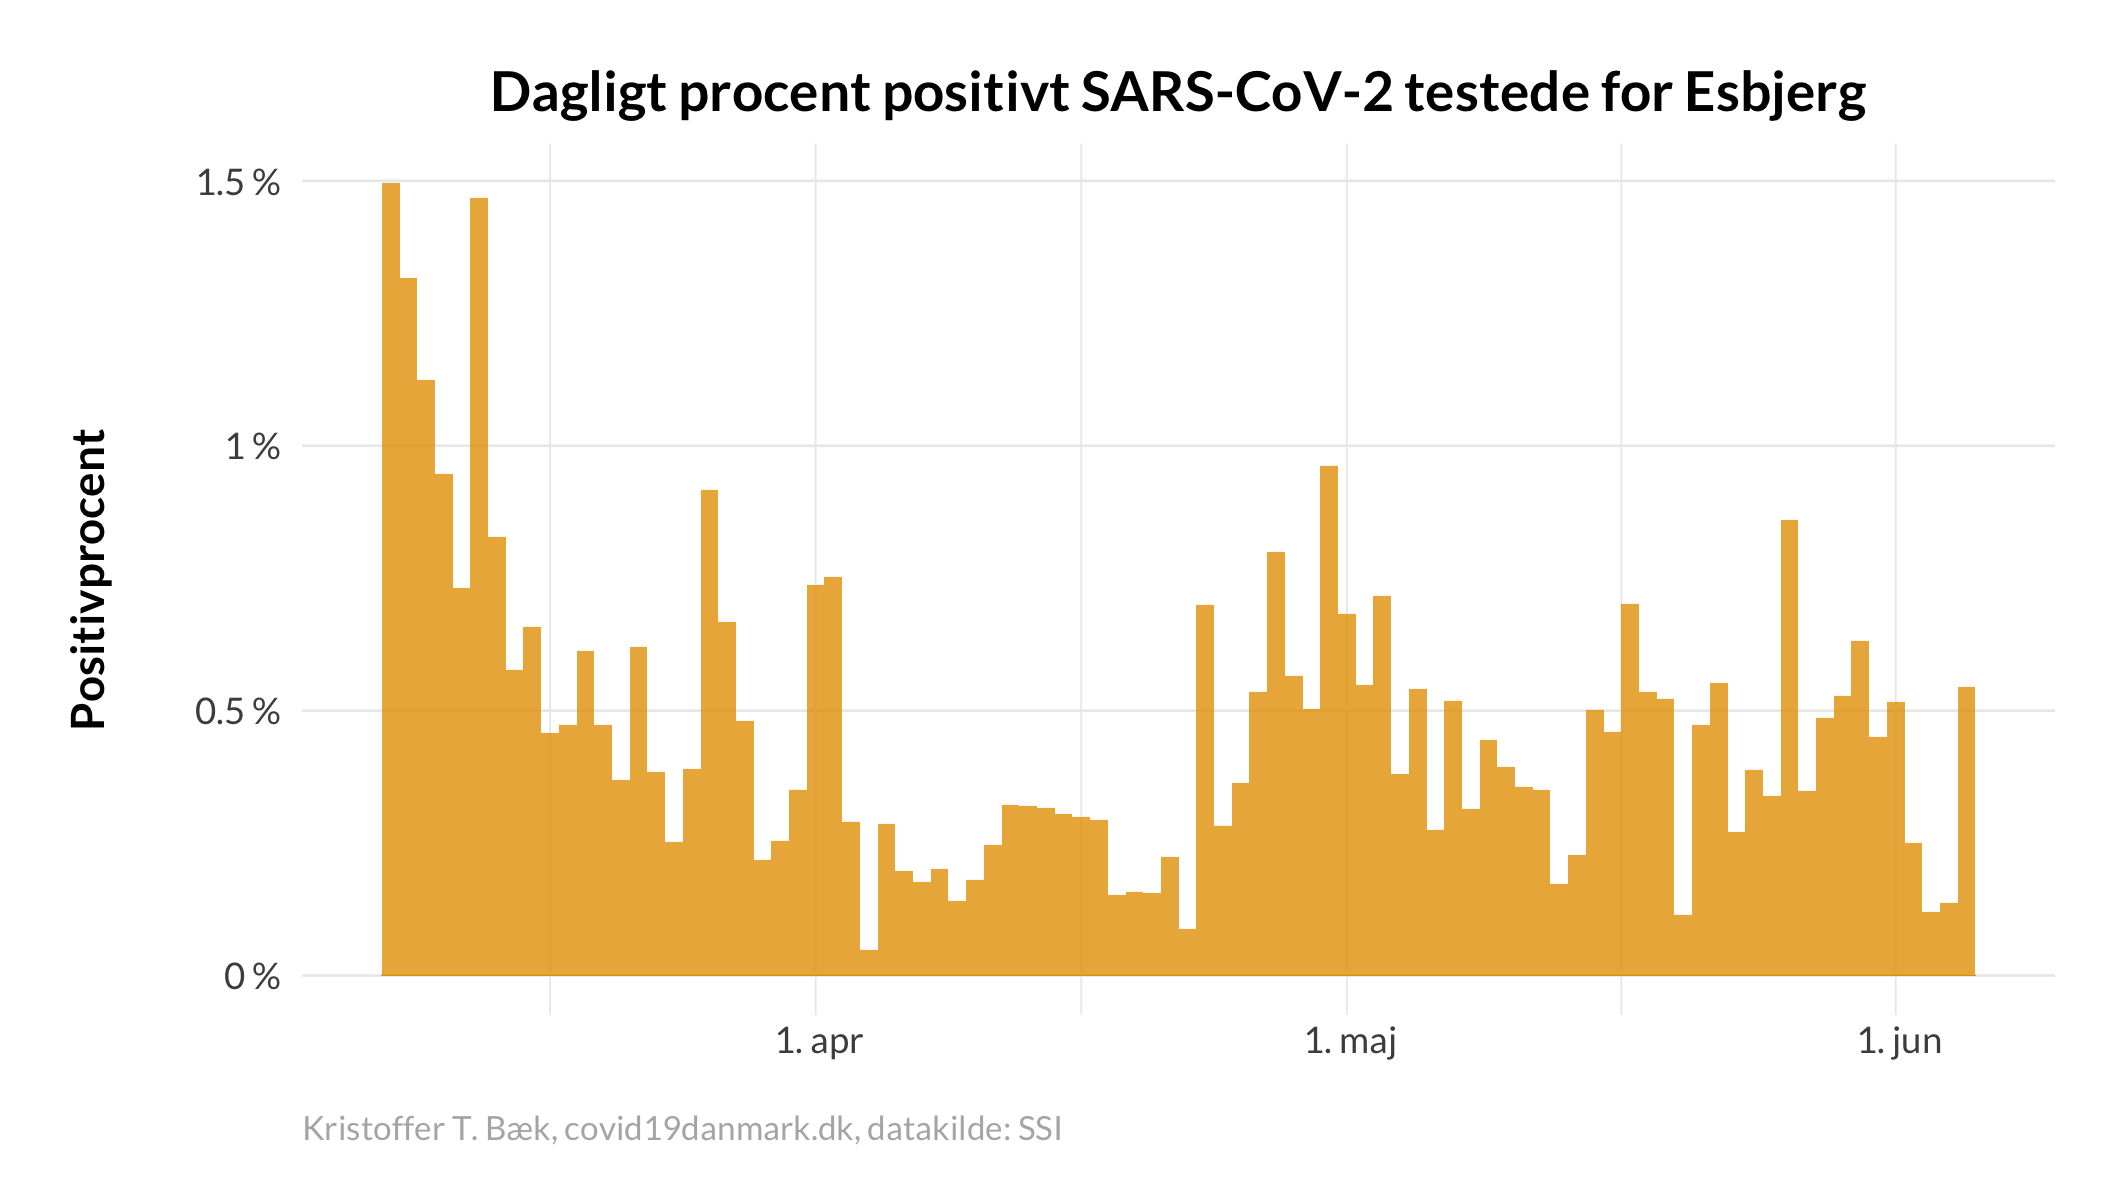 Dagligt procent positivt SARS-CoV-2 testede for Esbjerg
Positivprocent
1.5 %
1 %
0.5 %
0 %
1. apr
1. maj
1. jun
Kristoffer T. Bæk, covid19danmark.dk, datakilde: SSI